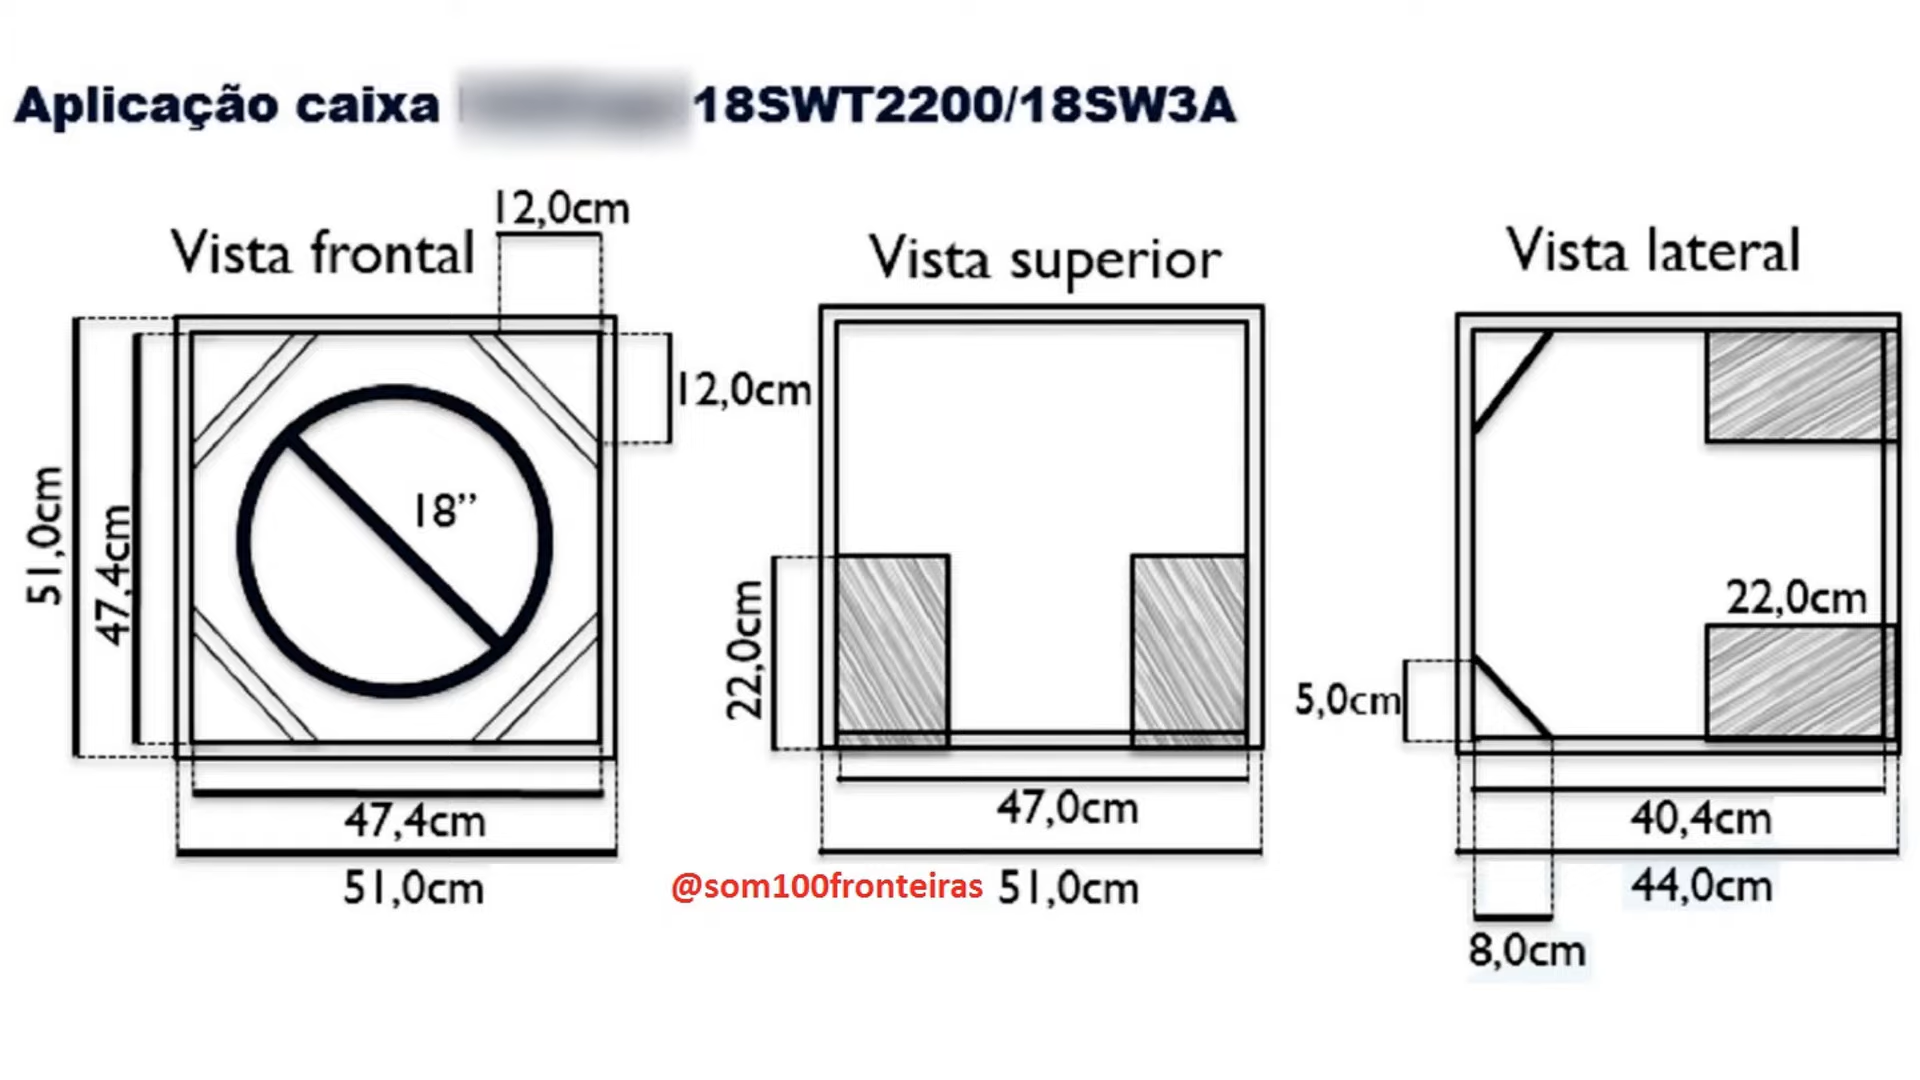 Aplicação caixa 18SWT2200/18SW3A
12,0cm
Vista frontal
Vista superior
Vista lateral
12,0cm
18”
51,0cm
47,4cm
22,0cm
22,0cm
5,0cm
47,4cm
47,0cm
40,4cm
51,0cm
@som100fronteiras
51,0cm
44,0cm
8,0cm